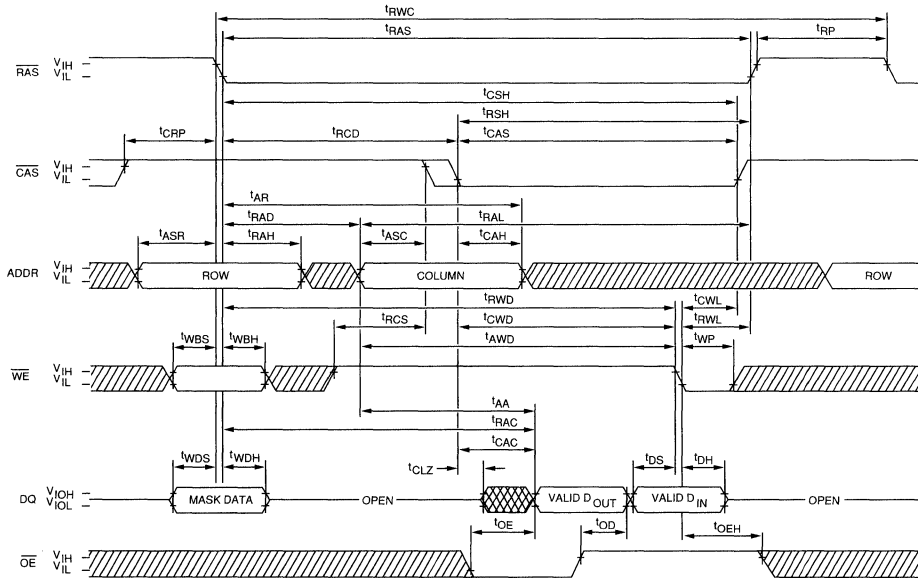 tRWC
tRAS
tRP
RAS VIH
VIL
tCSH
tRSH
tCRP tRCD tCAS
CAS VIH
VIL
tAR
tRAD tRAL
tASR tRAH tASC tCAH
ADDR VIH
VIL
ROW COLUMN ROW
tRWD tCWL
tRCS tCWD tRWL
tWBS tWBH tAWD tWP
WE VIH
VIL
tAA
tRAC
tCAC
tWDS tWDH tCLZ tDS tDH
DQ VIOH
VIOL
MASK DATA OPEN VALID DOUT VALID DIN OPEN
tOE tOD tOEH
OE VIH
VIL